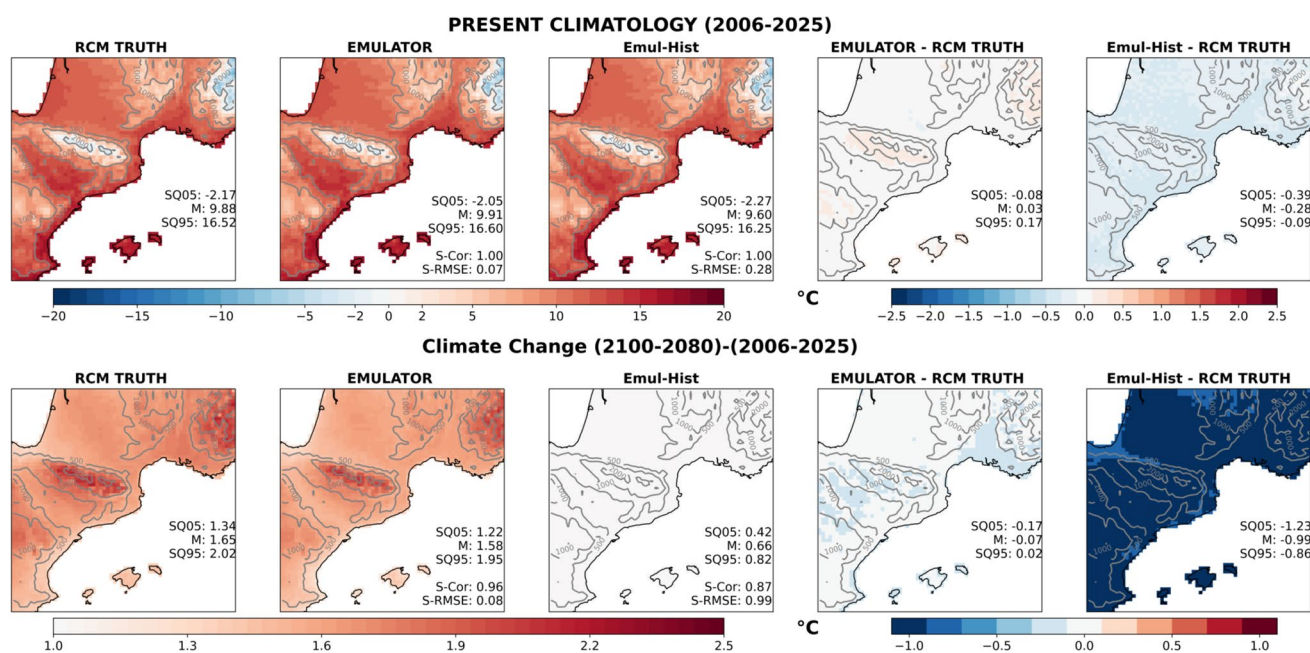 PRESENT CLIMATOLOGY (2006-2025)
RCM TRUTH
EMULATOR
Emul-Hist
EMULATOR - RCM TRUTH
Emul-Hist - RCM TRUTH
SQ05: -2.17
M: 9.88
SQ95: 16.52
SQ05: -2.05
M: 9.91
SQ95: 16.60
S-Cor: 1.00
S-RMSE: 0.07
SQ05: -2.27
M: 9.60
SQ95: 16.25
S-Cor: 1.00
S-RMSE: 0.28
SQ05: -0.08
M: 0.03
SQ95: 0.17
SQ05: -0.39
M: -0.28
SQ95: -0.09
−20 −15 −10 −5 −2 0 2 5 10 15 20
°C
−2.5 −2.0 −1.5 −1.0 −0.5 0.0 0.5 1.0 1.5 2.0 2.5
Climate Change (2100-2080)-(2006-2025)
RCM TRUTH
EMULATOR
Emul-Hist
EMULATOR - RCM TRUTH
Emul-Hist - RCM TRUTH
SQ05: 1.34
M: 1.65
SQ95: 2.02
SQ05: 1.22
M: 1.58
SQ95: 1.95
S-Cor: 0.96
S-RMSE: 0.08
SQ05: 0.42
M: 0.66
SQ95: 0.82
S-Cor: 0.87
S-RMSE: 0.99
SQ05: -0.17
M: -0.07
SQ95: 0.02
SQ05: -1.23
M: -0.99
SQ95: -0.86
1.0 1.3 1.6 1.9 2.2 2.5
°C
−1.0 −0.5 0.0 0.5 1.0